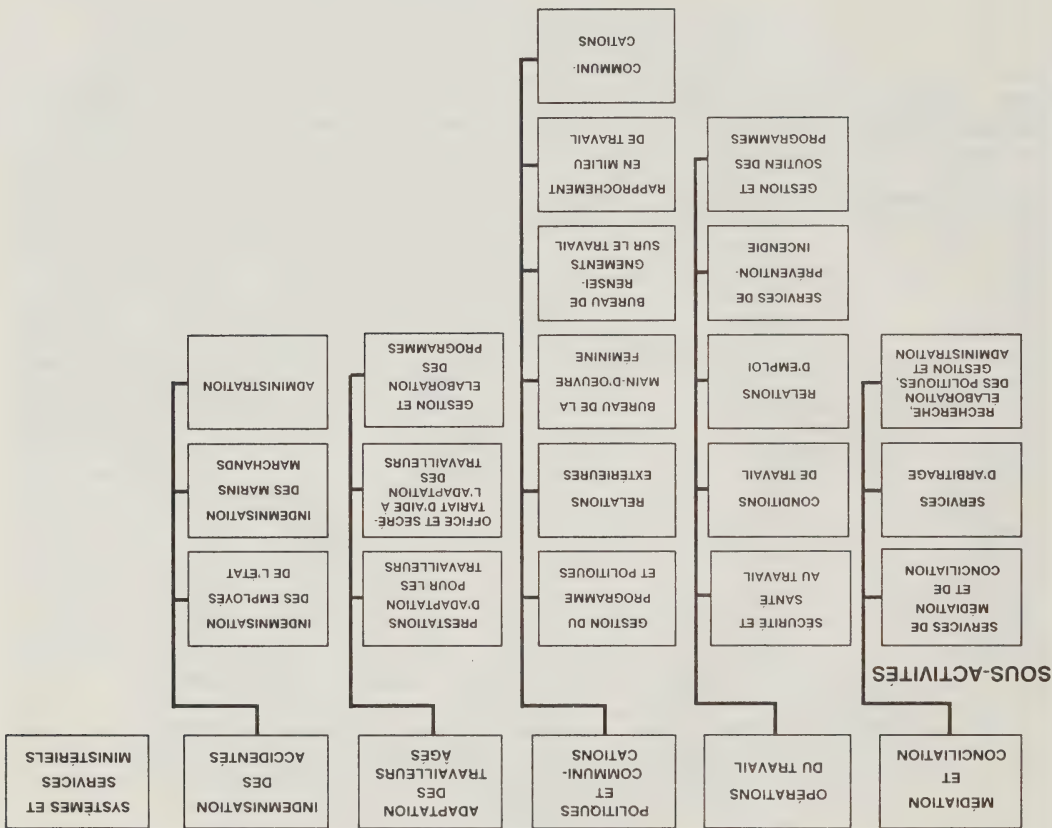 MÉDIATION
ET
CONCILIATION
OPÉRATIONS
DU TRAVAIL
POLITIQUES
ET
COMMUNI-
CATIONS
ADAPTATION
DES
TRAVAILLEURS
ÂGÉS
INDEMNISATION
DES
ACCIDENTÉS
SYSTÈMES ET
SERVICES
MINISTÉRIELS
SOUS-ACTIVITÉS
SERVICES DE
MÉDIATION
ET DE
CONCILIATION
SERVICES
D'ARBITRAGE
RECHERCHE,
ÉLABORATION
DES POLITIQUES,
GESTION ET
ADMINISTRATION
SÉCURITÉ ET
SANTÉ
AU TRAVAIL
CONDITIONS
DE TRAVAIL
RELATIONS
D'EMPLOI
SERVICES DE
PRÉVENTION-
INCENDIE
GESTION ET
SOUTIEN DES
PROGRAMMES
GESTION DU
PROGRAMME
ET POLITIQUES
RELATIONS
EXTÉRIEURES
BUREAU DE LA
MAIN-D'OEUVRE
FÉMININE
BUREAU DE
RENSEI-
GNEMENTS
SUR LE TRAVAIL
RAPPROCHEMENT
EN MILIEU
DE TRAVAIL
COMMUNI-
CATIONS
PRESTATIONS
D'ADAPTATION
POUR LES
TRAVAILLEURS
OFFICE ET SECRÉ-
TARIAT D'AIDE A
L'ADAPTATION
DES
TRAVAILLEURS
GESTION ET
ELABORATION
DES
PROGRAMMES
INDEMNISATION
DES EMPLOYÉS
DE L'ÉTAT
INDEMNISATION
DES MARINS
MARCHANDS
ADMINISTRATION